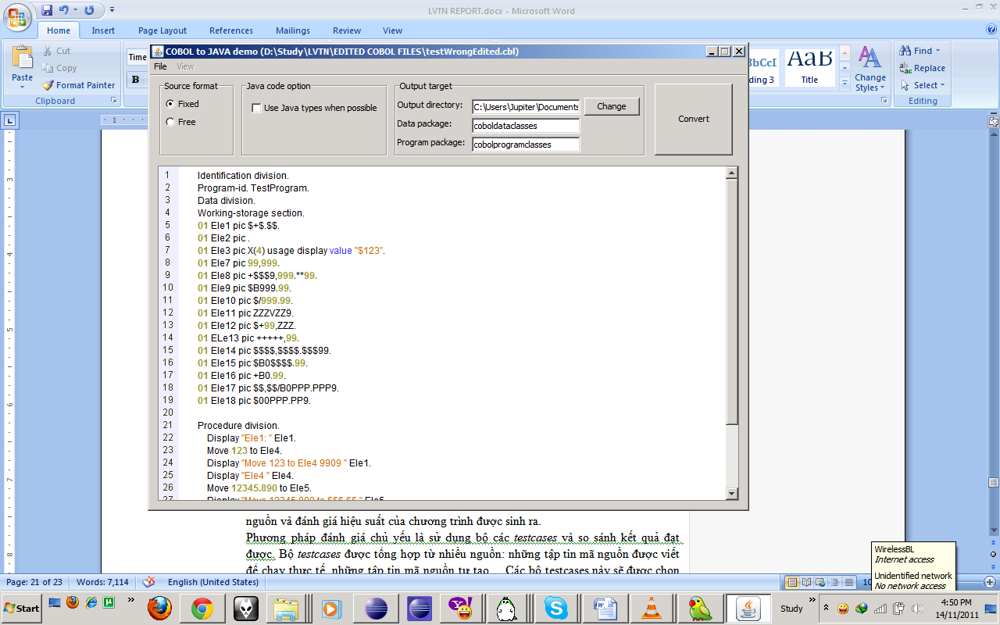 LVTN REPORT.docx - Microsoft Word
Home Insert Page Layout References Mailings Review View
Paste
Cut
Copy
Format Painter
Clipboard
Time
B
COBOL to JAVA demo (D:\Study\LVTN\EDITED COBOL FILES\testWrongEdited.cbl)
File View
Source format
Fixed
Free
Java code option
Use Java types when possible
Output target
Output directory: C:\Users\Jupiter\Documents Change
Data package: coboldataclasses
Program package: cobolprogramclasses
Convert
AaB
ding 3 Title
Change
Styles
Find
Replace
Select
Editing
1 Identification division.
2 Program-id. TestProgram.
3 Data division.
4 Working-storage section.
5 01 Ele1 pic $+$.$$.
6 01 Ele2 pic .
7 01 Ele3 pic X(4) usage display value "$123".
8 01 Ele7 pic 99,999.
9 01 Ele8 pic +$$$9,999.**99.
10 01 Ele9 pic $B999.99.
11 01 Ele10 pic $/999.99.
12 01 Ele11 pic ZZZVZZ9.
13 01 Ele12 pic $+99,ZZZ.
14 01 ELe13 pic +++++,99.
15 01 Ele14 pic $$$$,$$$$.$$$99.
16 01 Ele15 pic $B0$$$$.99.
17 01 Ele16 pic +B0.99.
18 01 Ele17 pic $$,$$/B0PPP.PPP9.
19 01 Ele18 pic $00PPP.PP9.
20
21 Procedure division.
22 Display "Ele1: " Ele1.
23 Move 123 to Ele4.
24 Display "Move 123 to Ele4 9909 " Ele1.
25 Display "Ele4 " Ele4.
26 Move 12345.890 to Ele5.
27 Display "Move 12345.890 to $$$.$$ " Ele5
nguồn và đánh giá hiệu suất của chương trình được sinh ra.
Phương pháp đánh giá chủ yếu là sử dụng bộ các testcases và so sánh kết quả đạt
được. Bộ testcases được tổng hợp từ nhiều nguồn: những tập tin mã nguồn được viết
để chạy thực tế, những tập tin mã nguồn tự tạo... Các bộ testcases này sẽ được chọn
WirelessBL
Internet access
Unidentified network
No network access
Page: 21 of 23 Words: 7,114 English (United States)
Start
Study
4:50 PM
14/11/2011